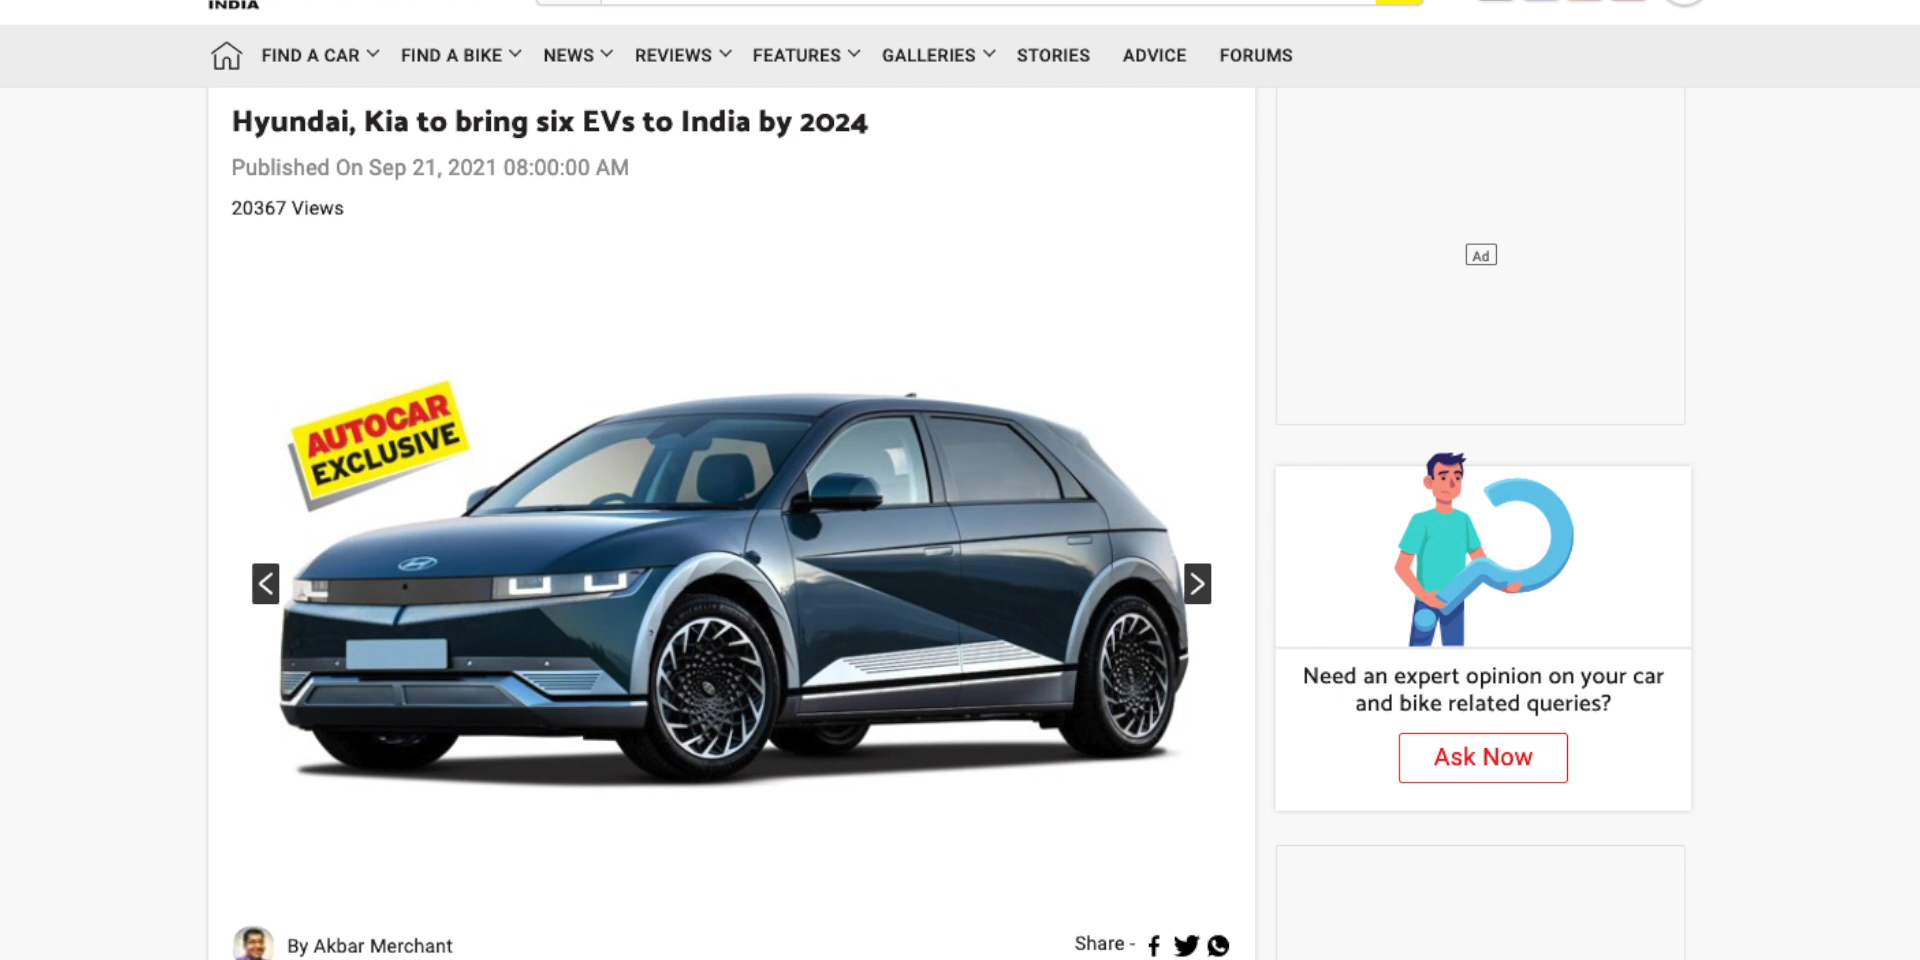 INDIA
FIND A CAR
FIND A BIKE
NEWS
REVIEWS
FEATURES
GALLERIES
STORIES
ADVICE
FORUMS
Hyundai, Kia to bring six EVs to India by 2024
Published On Sep 21, 2021 08:00:00 AM
20367 Views
AUTOCAR
EXCLUSIVE
By Akbar Merchant
Share -
Ad
Need an expert opinion on your car
and bike related queries?
Ask Now